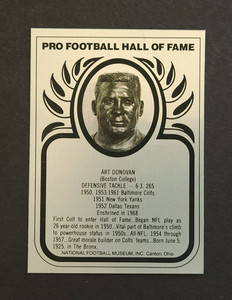 PRO FOOTBALL HALL OF FAME
ART DONOVAN
(Boston College)
DEFENSIVE TACKLE -- 6-3, 265
1950, 1953-1961 Baltimore Colts
1951 New York Yanks
1952 Dallas Texans
Enshrined in 1968
First Colt to enter Hall of Fame. Began NFL play as
26 year-old rookie in 1950...Vital part of Baltimore's climb
to powerhouse status in 1950s...All-NFL, 1954 through
1957...Great morale builder on Colts' teams...Born June 5,
1925, in The Bronx.
NATIONAL FOOTBALL MUSEUM, INC. Canton, Ohio